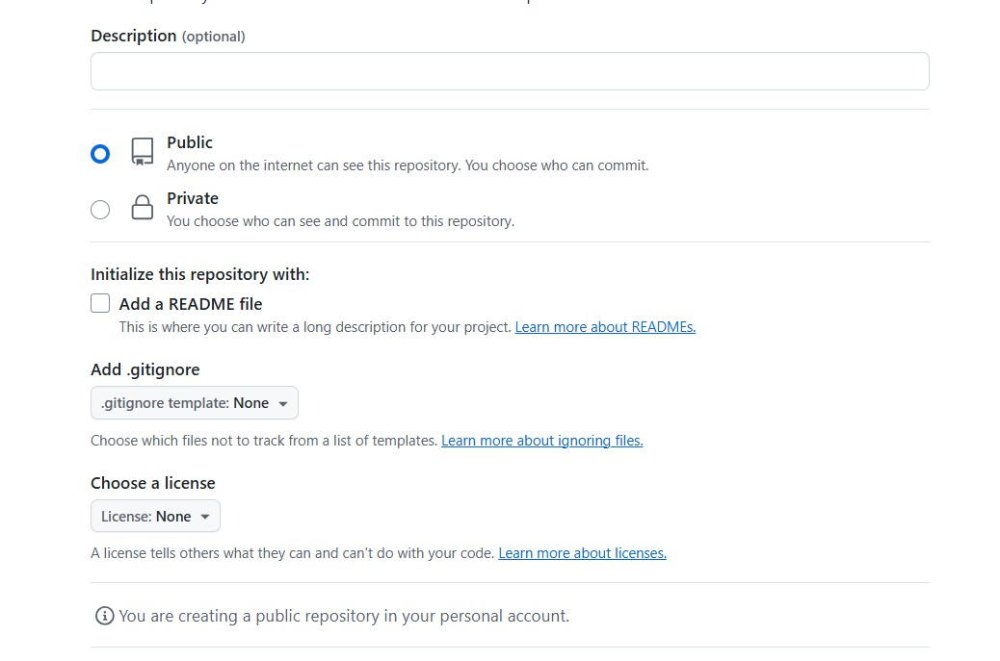 Description (optional)
Public
Anyone on the internet can see this repository. You choose who can commit.
Private
You choose who can see and commit to this repository.
Initialize this repository with:
Add a README file
This is where you can write a long description for your project. Learn more about READMEs.
Add .gitignore
.gitignore template: None
Choose which files not to track from a list of templates. Learn more about ignoring files.
Choose a license
License: None
A license tells others what they can and can't do with your code. Learn more about licenses.
You are creating a public repository in your personal account.